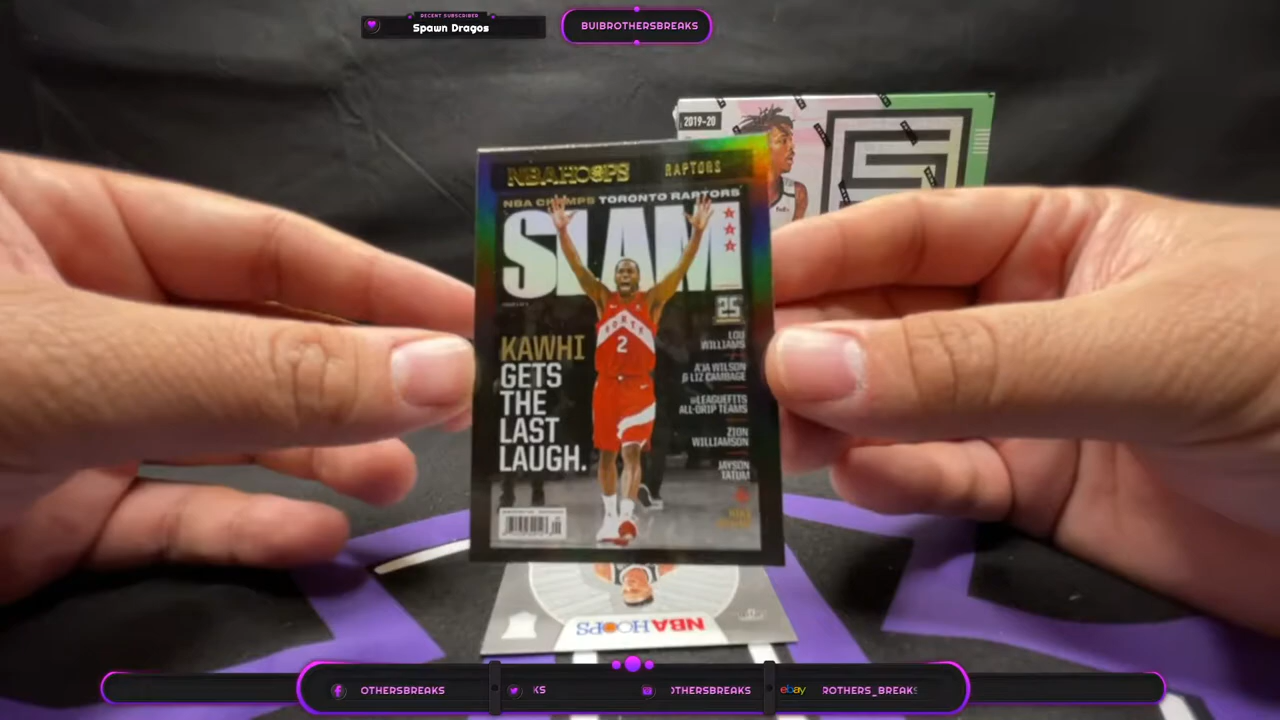 RECENT SUBSCRIBER
Spawn Dragos
BUIBROTHERSBREAKS
2019-20
NBA HOOPS
RAPTORS
NBA CHAMPS TORONTO RAPTORS
SLAM
25
KAWHI
GETS
THE
LAST
LAUGH.
2
LOU
WILLIAMS
A'JA WILSON
& LIZ CAMBAGE
@LEAGUEFITS
ALL-DRIP TEAMS
ZION
WILLIAMSON
JAYSON
TATUM
NBA HOOPS
OTHERSBREAKS
KS
OTHERSBREAKS
ebay
ROTHERS_BREAKS